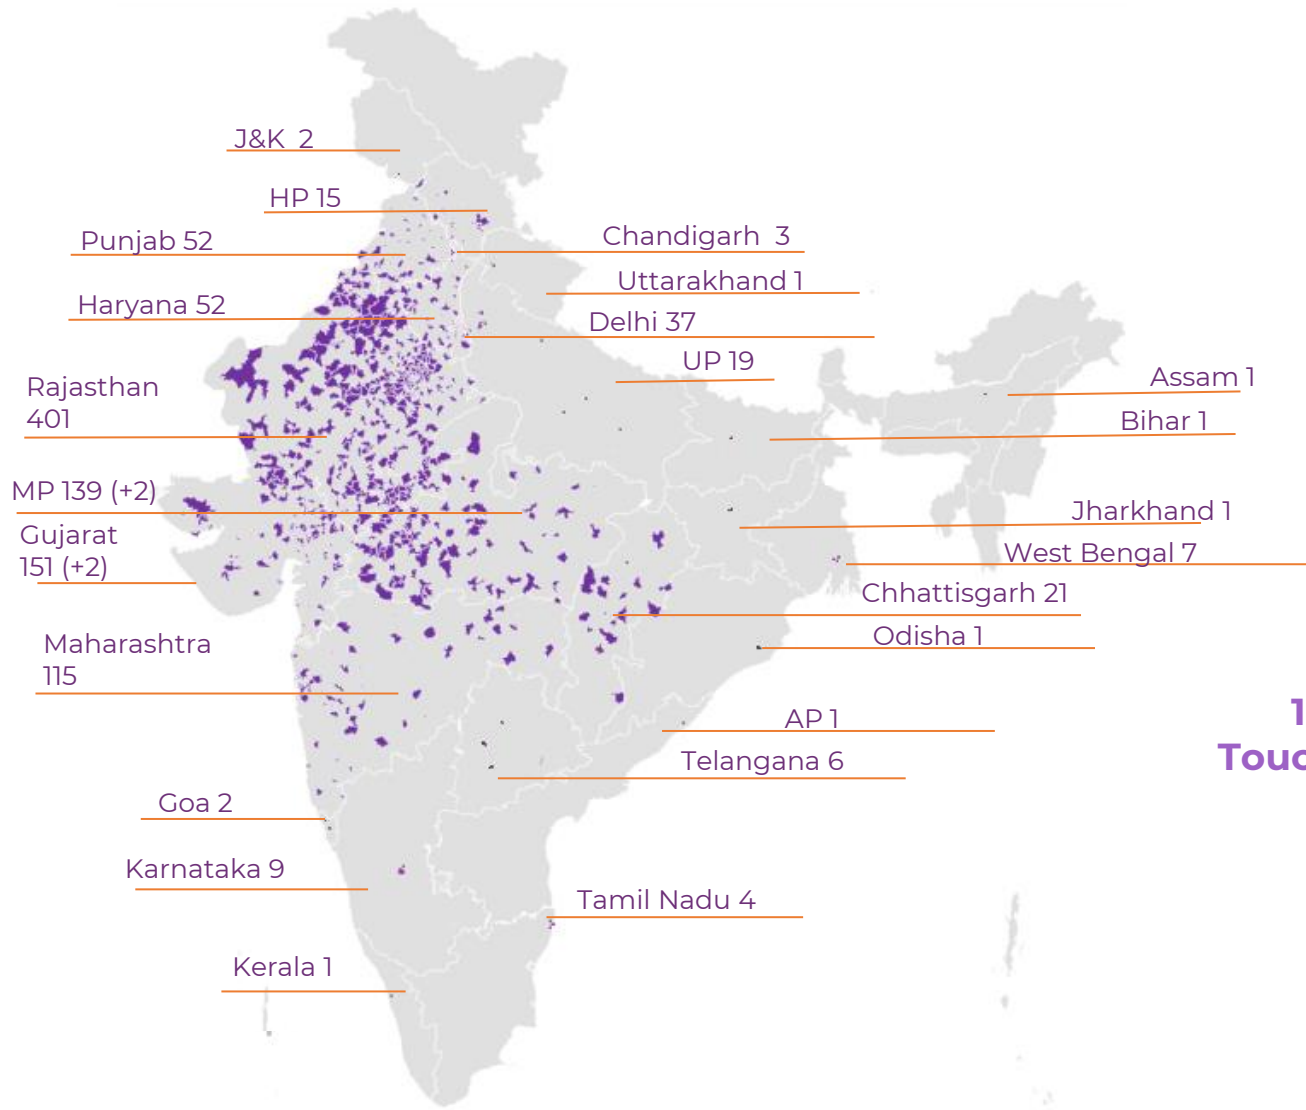 J&K 2
HP 15
Punjab 52
Chandigarh 3
Uttarakhand 1
Haryana 52
Delhi 37
UP 19
Rajasthan
401
Assam 1
Bihar 1
MP 139 (+2)
Jharkhand 1
Gujarat
151 (+2)
West Bengal 7
Chhattisgarh 21
Odisha 1
Maharashtra
115
AP 1
1
Touc
Telangana 6
Goa 2
Karnataka 9
Tamil Nadu 4
Kerala 1